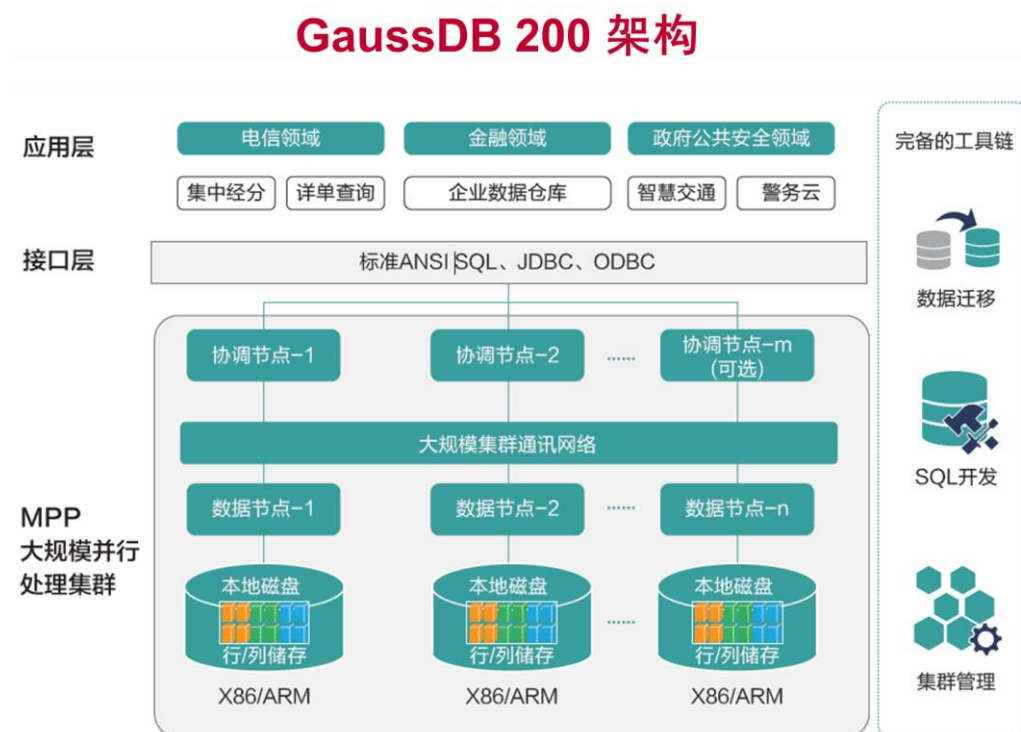 GaussDB 200 架构
应用层
电信领域
金融领域
政府公共安全领域
集中经分
详单查询
企业数据仓库
智慧交通
警务云
接口层
标准ANSI SQL、JDBC、ODBC
MPP
大规模并行
处理集群
协调节点-1
协调节点-2
......
协调节点-m
(可选)
大规模集群通讯网络
数据节点-1
数据节点-2
......
数据节点-n
本地磁盘
行/列储存
X86/ARM
本地磁盘
行/列储存
X86/ARM
......
本地磁盘
行/列储存
X86/ARM
完备的工具链
数据迁移
SQL开发
集群管理